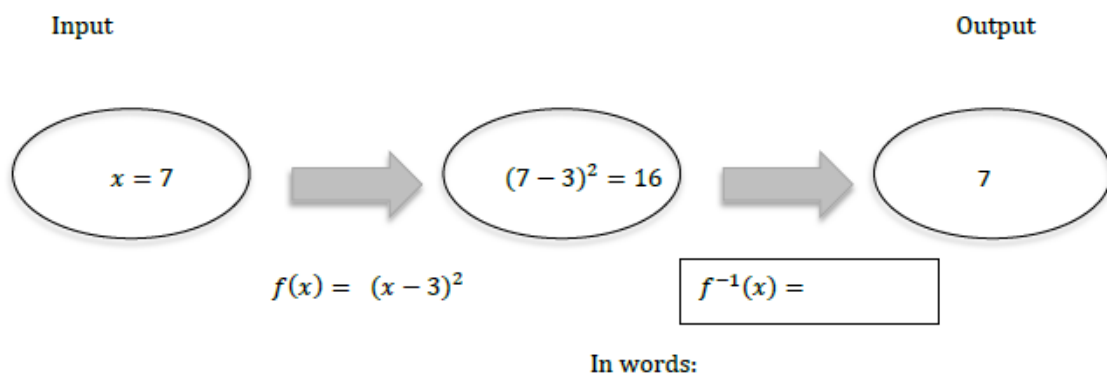 Input Output
x = 7 (7 − 3)² = 16 7
f(x) = (x − 3)² f⁻¹(x) =
In words: